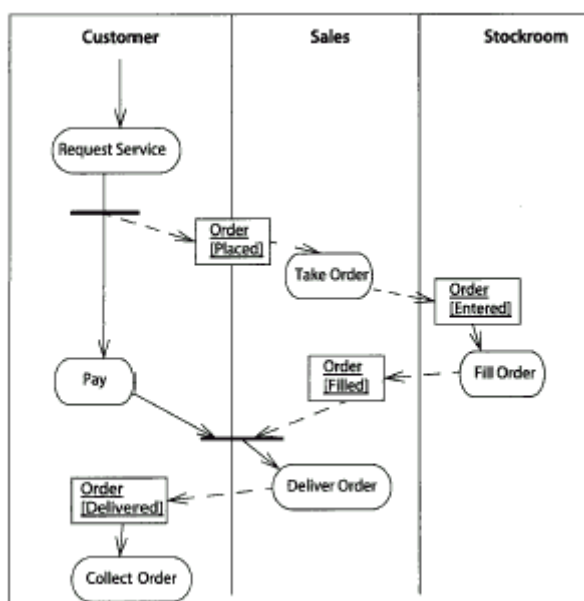 Customer
Sales
Stockroom
Request Service
Order
[Placed]
Take Order
Order
[Entered]
Order
[Filled]
Fill Order
Pay
Order
[Delivered]
Deliver Order
Collect Order